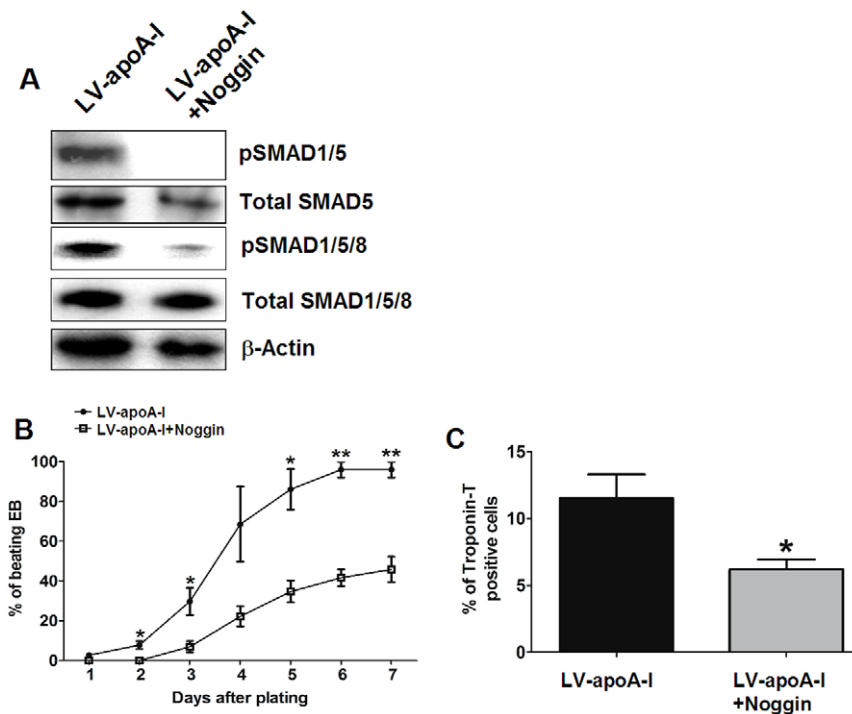 A
LV-apoA-I
LV-apoA-I
+Noggin
pSMAD1/5
Total SMAD5
pSMAD1/5/8
Total SMAD1/5/8
β-Actin
B
LV-apoA-I
LV-apoA-I+Noggin
% of beating EB
100
80
60
40
20
0
* * * ** **
1 2 3 4 5 6 7
Days after plating
C
% of Troponin-T
positive cells
15
10
5
0
*
LV-apoA-I
LV-apoA-I
+Noggin